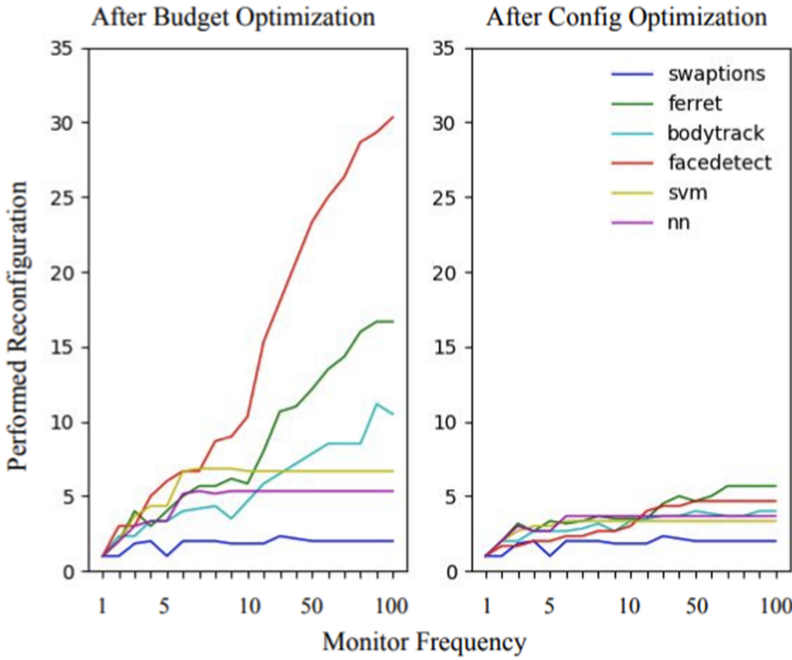 After Budget Optimization
After Config Optimization
Performed Reconfiguration
35
30
25
20
15
10
5
0
1 5 10 50 100
35
30
25
20
15
10
5
0
1 5 10 50 100
swaptions
ferret
bodytrack
facedetect
svm
nn
Monitor Frequency